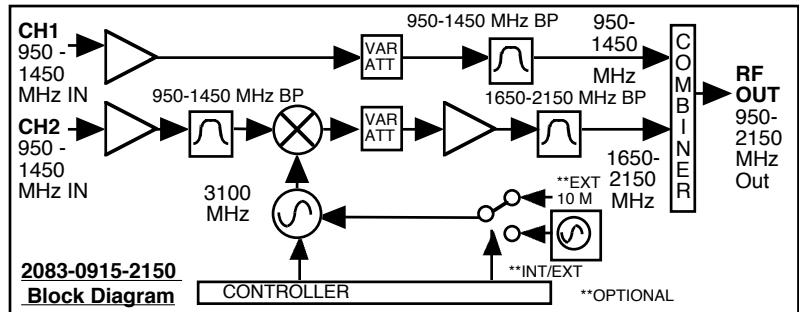 CH1
950 -
1450
MHz IN
VAR
ATT
950-1450 MHz BP
950-
1450
MHz
COMBINER
RF
OUT
950-
2150
MHz
Out
CH2
950 -
1450
MHz IN
950-1450 MHz BP
VAR
ATT
1650-2150 MHz BP
1650-
2150
MHz
3100
MHz
**EXT
10 M
**INT/EXT
2083-0915-2150
Block Diagram
CONTROLLER
**OPTIONAL